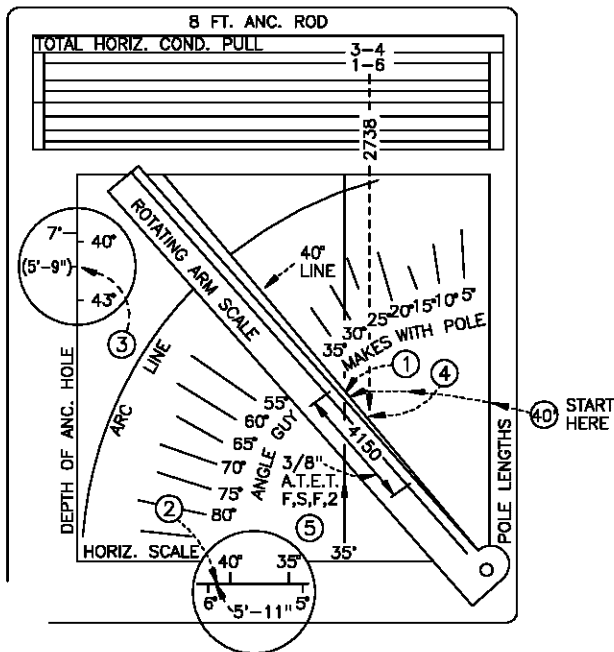 8 FT. ANC. ROD
TOTAL HORIZ. COND. PULL
3-4
1-6
2738
ROTATING ARM SCALE
40° LINE
7°
40°
(5'-9")
43°
3
DEPTH OF ANC. HOLE
ARC LINE
35° 30° 25° 20° 15° 10° 5°
MAKES WITH POLE
1
4
40'
START HERE
POLE LENGTHS
4150
55°
60°
65°
70°
75°
80°
ANGLE GUY
3/8"
A.T.E.T.
F,S,F,2
5
2
HORIZ. SCALE
35°
40° 35°
6° 5°
5'-11"